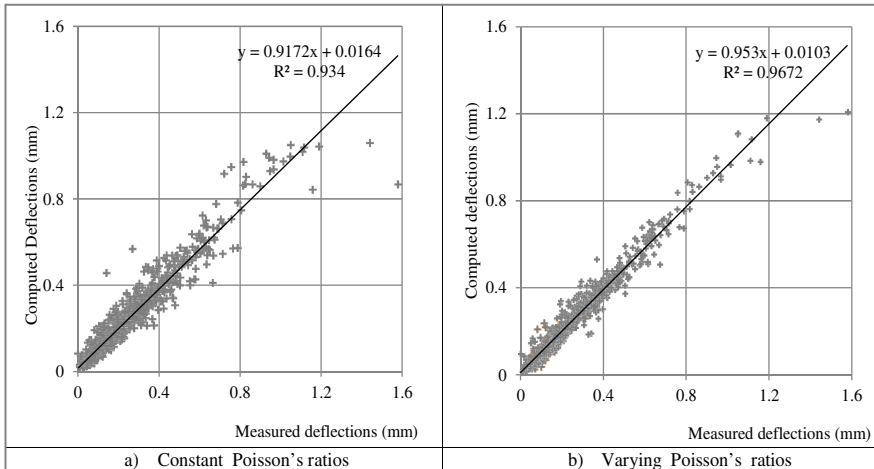 1.6
y = 0.9172x + 0.0164
R² = 0.934
1.2
0.8
0.4
0
0 0.4 0.8 1.2 1.6
Computed Deflections (mm)
Measured deflections (mm)
a) Constant Poisson's ratios
1.6
y = 0.953x + 0.0103
R² = 0.9672
1.2
0.8
0.4
0
0 0.4 0.8 1.2 1.6
Computed deflections (mm)
Measured deflections (mm)
b) Varying Poisson's ratios